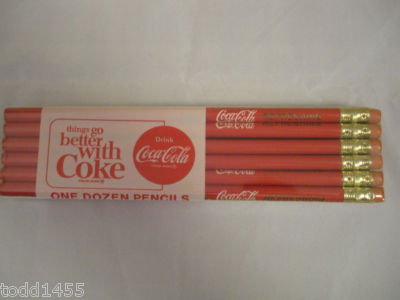 things go
better
with
Coke
Drink
Coca-Cola
ONE DOZEN PENCILS
Coca-Cola
Coca-Cola
Coca-Cola
todd1455